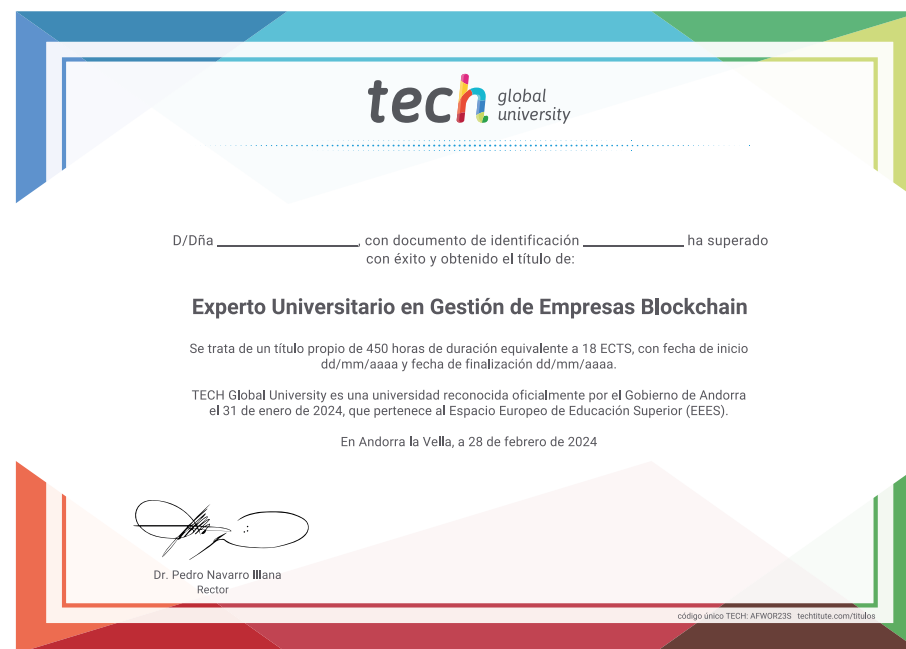 tech global university
D/Dña ____________________, con documento de identificación ______________ ha superado
con éxito y obtenido el título de:
Experto Universitario en Gestión de Empresas Blockchain
Se trata de un título propio de 450 horas de duración equivalente a 18 ECTS, con fecha de inicio
dd/mm/aaaa y fecha de finalización dd/mm/aaaa.
TECH Global University es una universidad reconocida oficialmente por el Gobierno de Andorra
el 31 de enero de 2024, que pertenece al Espacio Europeo de Educación Superior (EEES).
En Andorra la Vella, a 28 de febrero de 2024
Dr. Pedro Navarro Illana
Rector
código único TECH: AFWOR23S techtitute.com/titulos